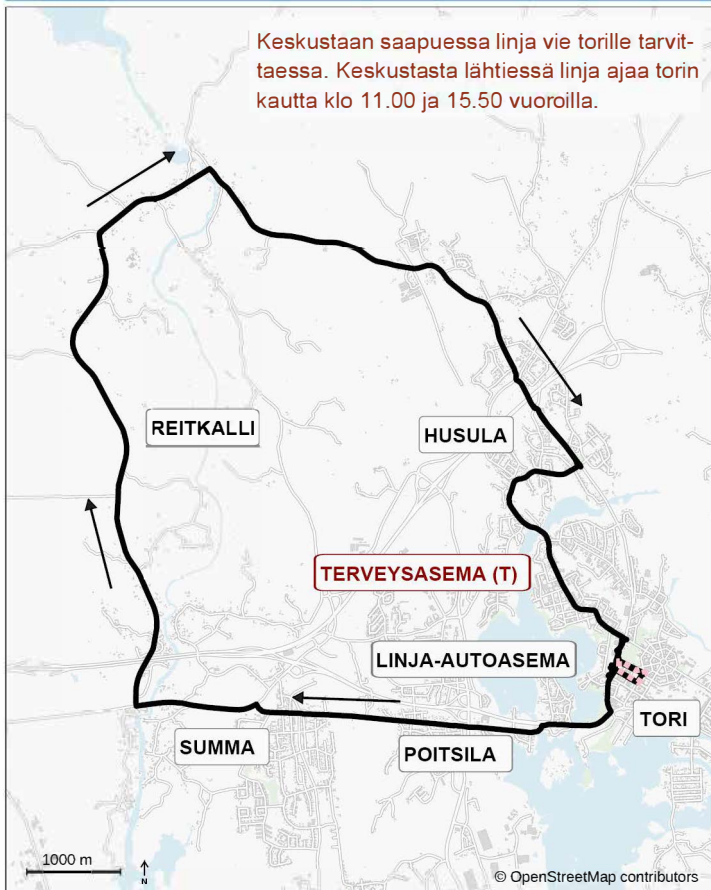 Keskustaan saapuessa linja vie torille tarvit-
taessa. Keskustasta lähtiessä linja ajaa torin
kautta klo 11.00 ja 15.50 vuoroilla.
REITKALLI
HUSULA
TERVEYSASEMA (T)
LINJA-AUTOASEMA
TORI
SUMMA
POITSILA
1000 m
N
© OpenStreetMap contributors